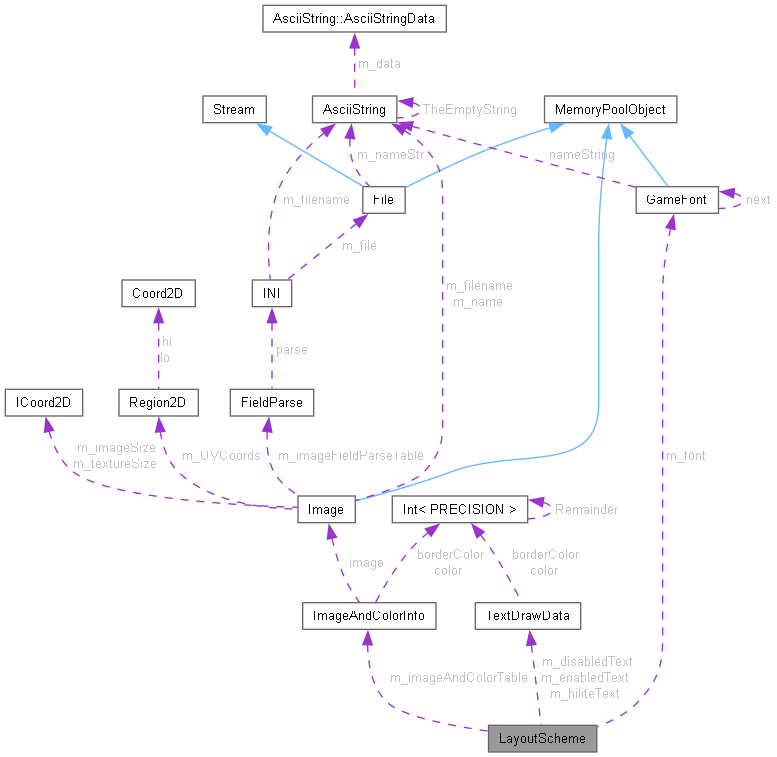 AsciiString::AsciiStringData
m_data
Stream
AsciiString
TheEmptyString
MemoryPoolObject
m_nameStr
nameString
m_filename
File
GameFont
next
m_file
Coord2D
INI
m_filename
m_name
hi
lo
parse
ICoord2D
Region2D
FieldParse
m_imageSize
m_textureSize
m_UVCoords
m_imageFieldParseTable
m_font
Image
Int< PRECISION >
Remainder
image
borderColor
color
borderColor
color
ImageAndColorInfo
TextDrawData
m_imageAndColorTable
m_disabledText
m_enabledText
m_hiliteText
LayoutScheme